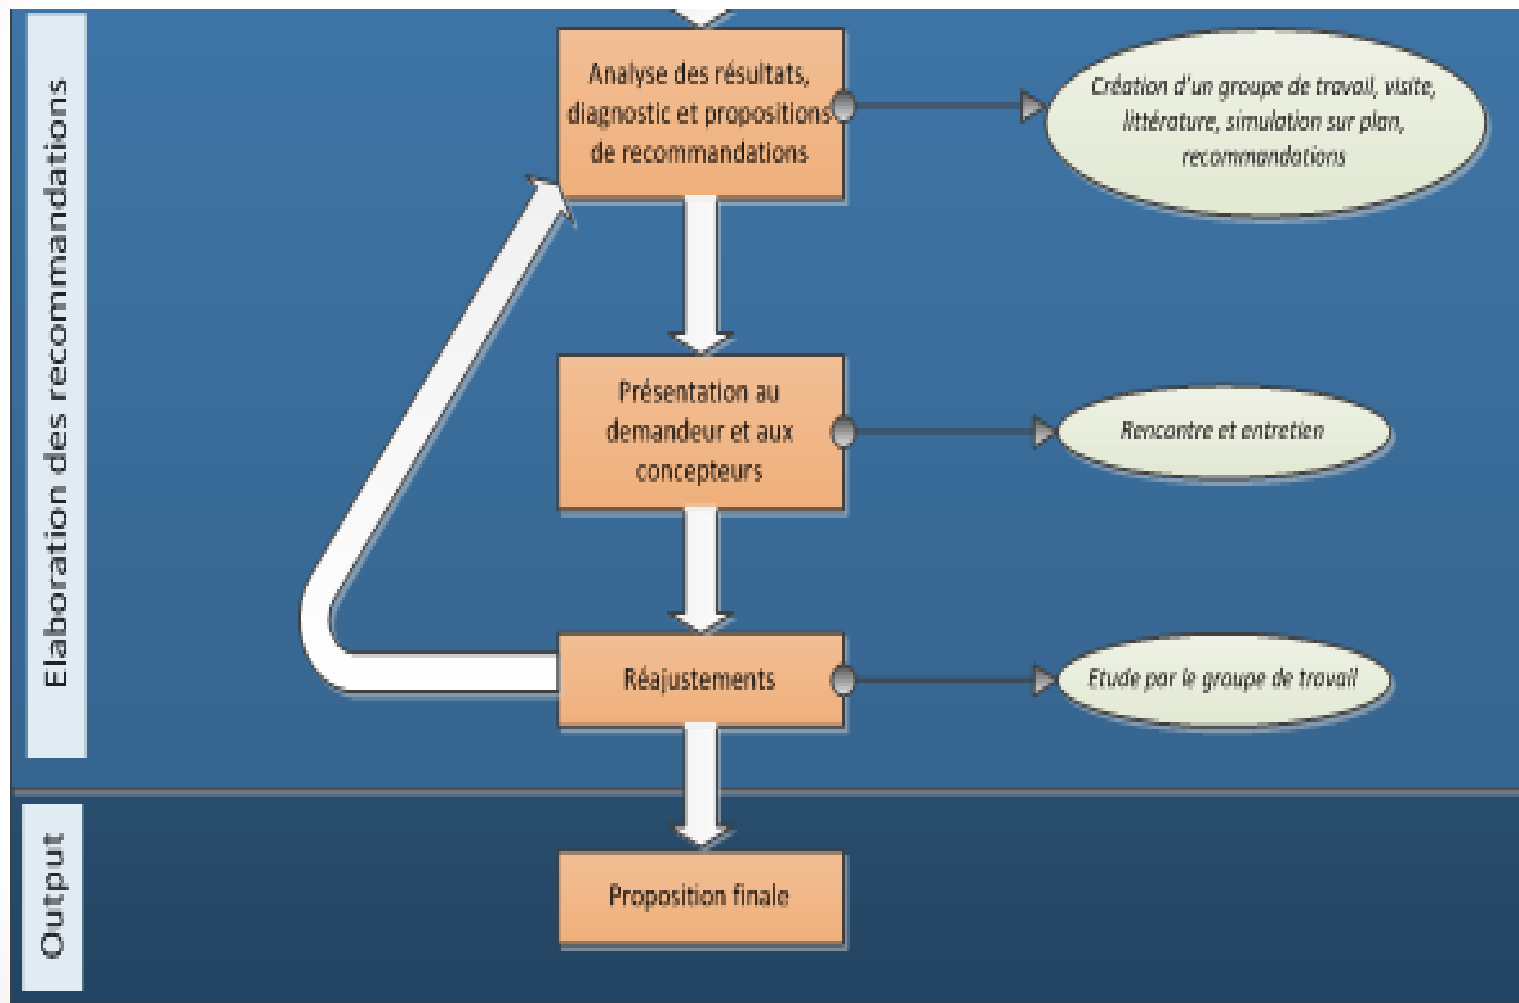 Elaboration des recommandations
Analyse des résultats,
diagnostic et propositions
de recommandations
Création d'un groupe de travail, visite,
littérature, simulation sur plan,
recommandations
Présentation au
demandeur et aux
concepteurs
Rencontre et entretien
Réajustements
Etude par le groupe de travail
Output
Proposition finale